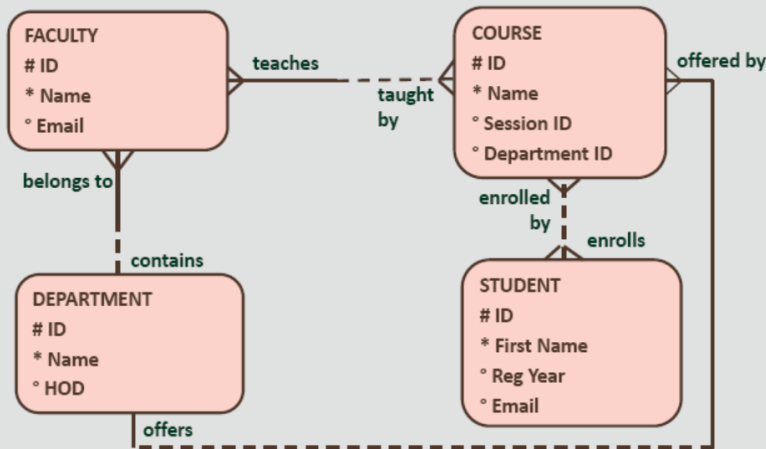 FACULTY
# ID
* Name
° Email
teaches
taught
by
COURSE
# ID
* Name
° Session ID
° Department ID
offered by
belongs to
contains
enrolled
by
enrolls
DEPARTMENT
# ID
* Name
° HOD
offers
STUDENT
# ID
* First Name
° Reg Year
° Email